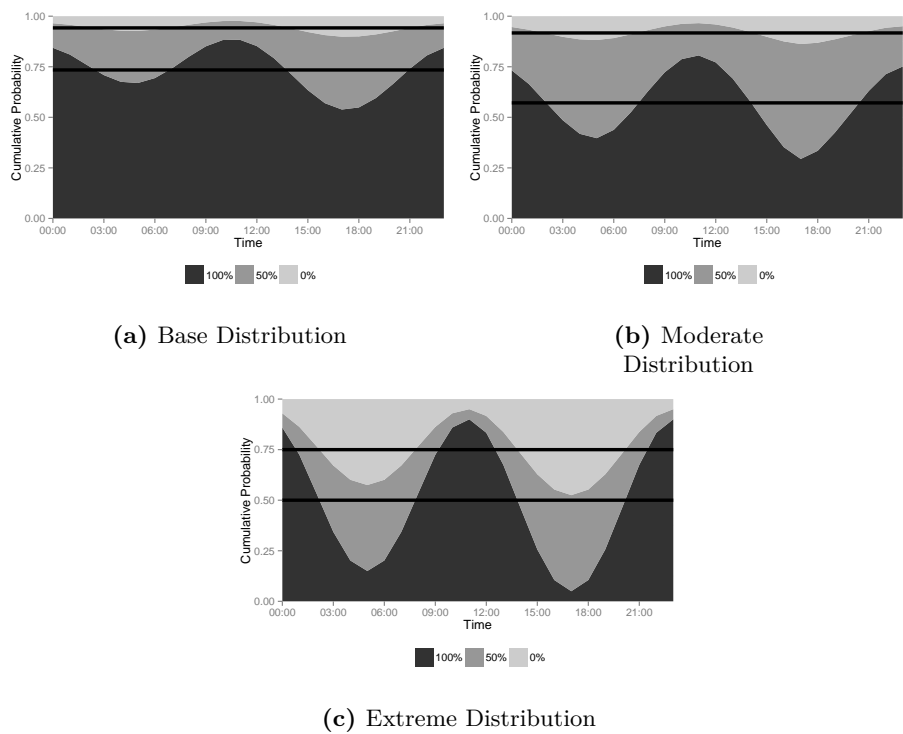 Cumulative Probability
1.00
0.75
0.50
0.25
0.00
00:00 03:00 06:00 09:00 12:00 15:00 18:00 21:00
Time
100% 50% 0%
(a) Base Distribution
Cumulative Probability
1.00
0.75
0.50
0.25
0.00
00:00 03:00 06:00 09:00 12:00 15:00 18:00 21:00
Time
100% 50% 0%
(b) Moderate
Distribution
Cumulative Probability
1.00
0.75
0.50
0.25
0.00
00:00 03:00 06:00 09:00 12:00 15:00 18:00 21:00
Time
100% 50% 0%
(c) Extreme Distribution